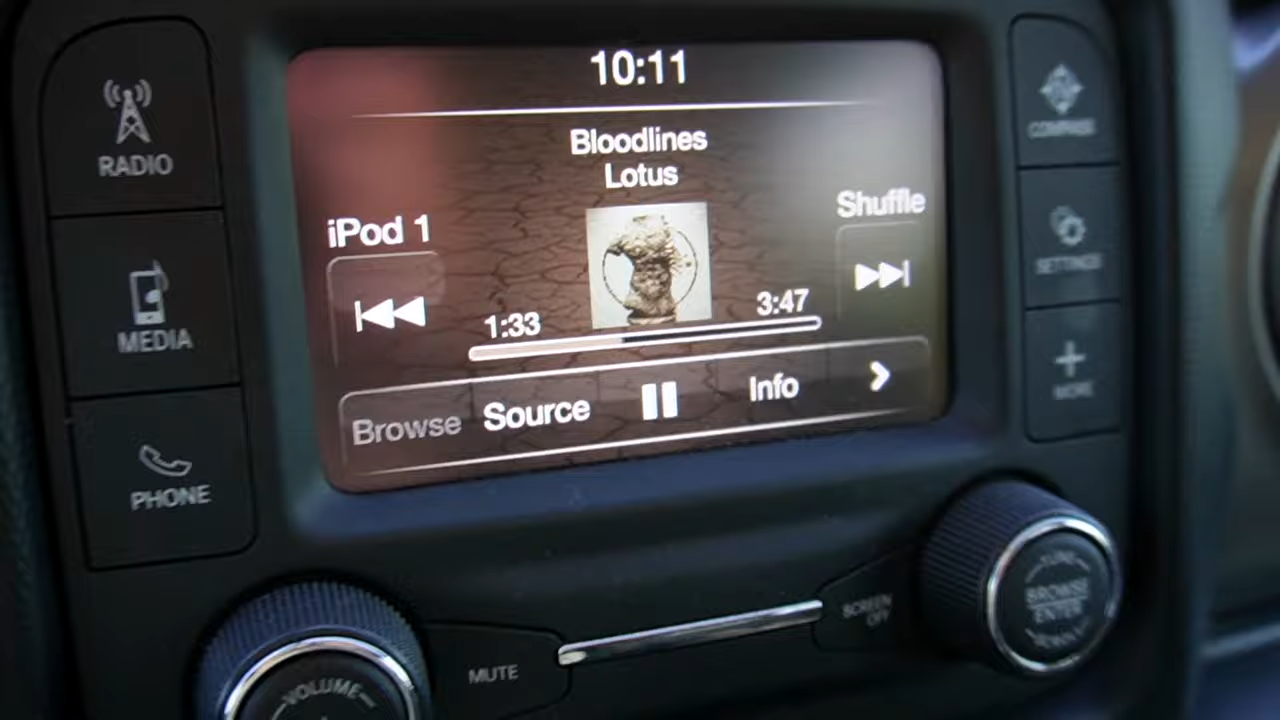 10:11
Bloodlines
Lotus
iPod 1
Shuffle
1:33
3:47
Browse
Source
Info
RADIO
MEDIA
PHONE
COMPASS
SETTINGS
MORE
VOLUME
MUTE
SCREEN
OFF
BROWSE
ENTER